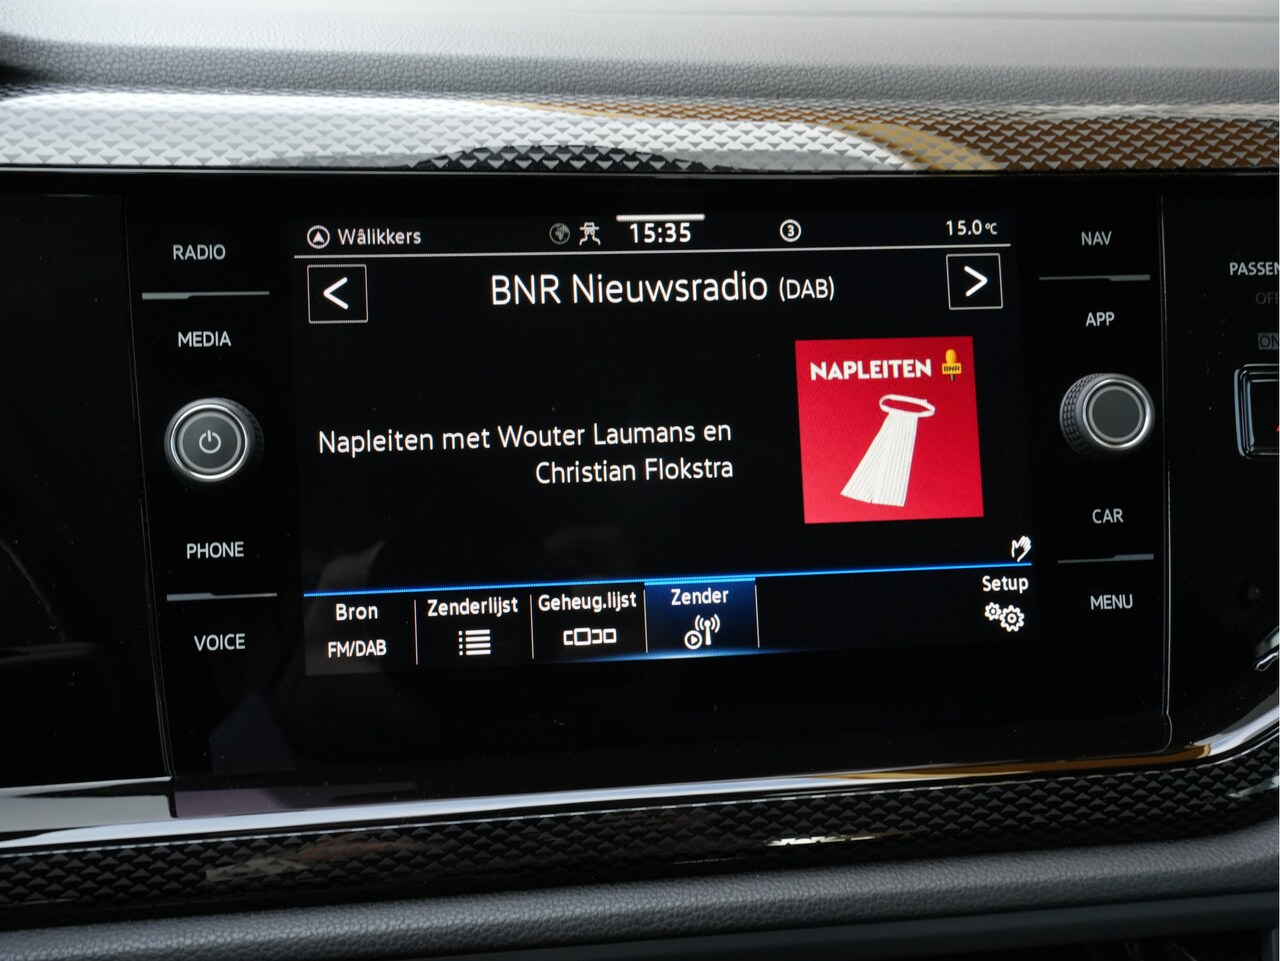 RADIO
MEDIA
PHONE
VOICE
Wâlikkers
15:35
3
15.0°C
BNR Nieuwsradio (DAB)
NAPLEITEN
BNR
Napleiten met Wouter Laumans en
Christian Flokstra
Bron
FM/DAB
Zenderlijst
Geheug.lijst
Zender
Setup
NAV
APP
CAR
MENU
PASSEN
OF
ON